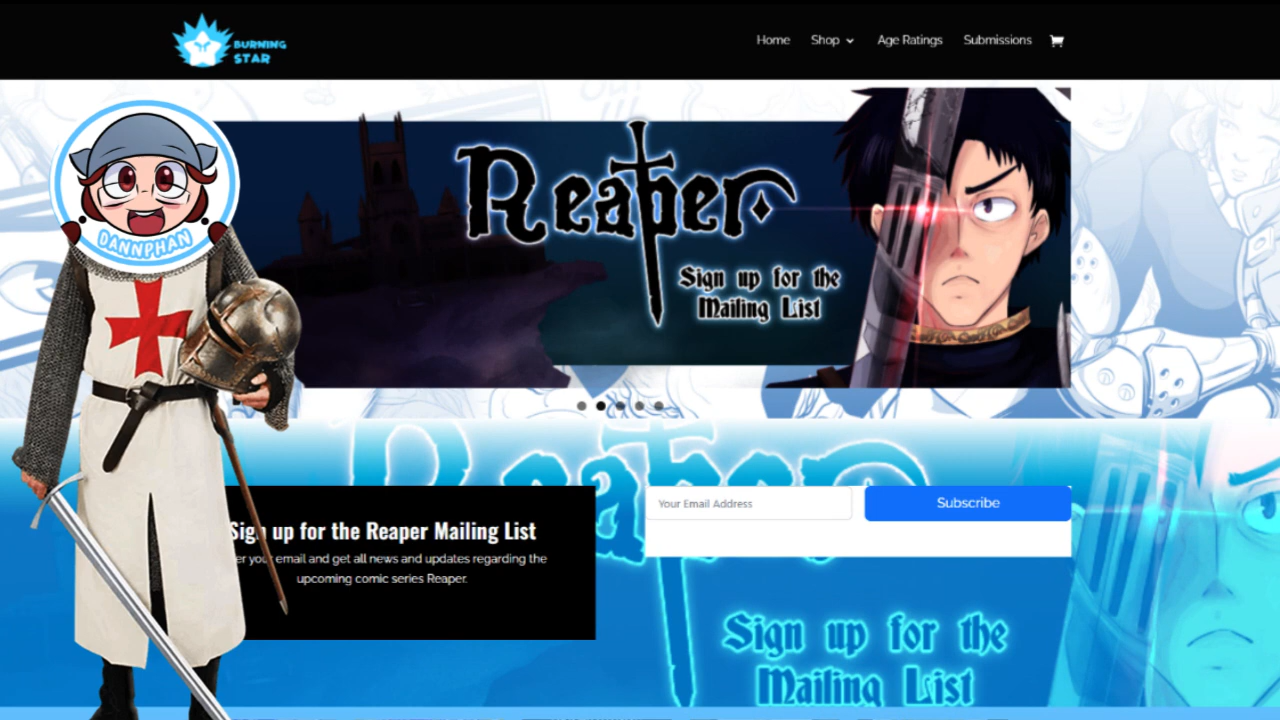 BURNING
STAR
Home
Shop
Age Ratings
Submissions
DANNPHAN
Reaper
Sign up for the
Mailing List
Reaper
Sign up for the Reaper Mailing List
your email and get all news and updates regarding the
upcoming comic series Reaper.
Your Email Address
Subscribe
Sign up for the
Mailing List